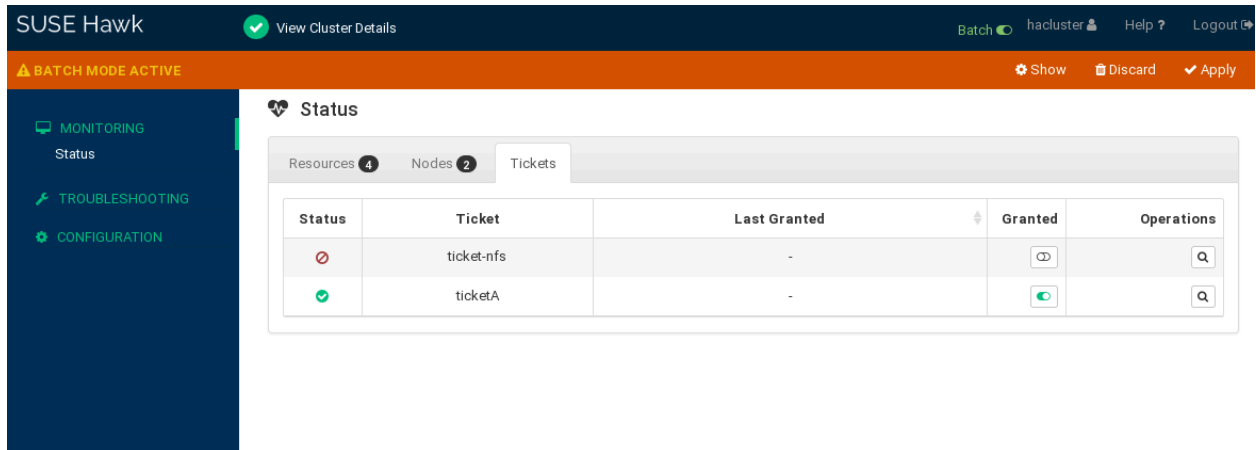 SUSE Hawk
View Cluster Details
Batch
hacluster
Help ?
Logout
BATCH MODE ACTIVE
Show
Discard
Apply
MONITORING
Status
TROUBLESHOOTING
CONFIGURATION
Status
Resources 4 Nodes 2 Tickets
Status Ticket Last Granted Granted Operations
ticket-nfs -
ticketA -